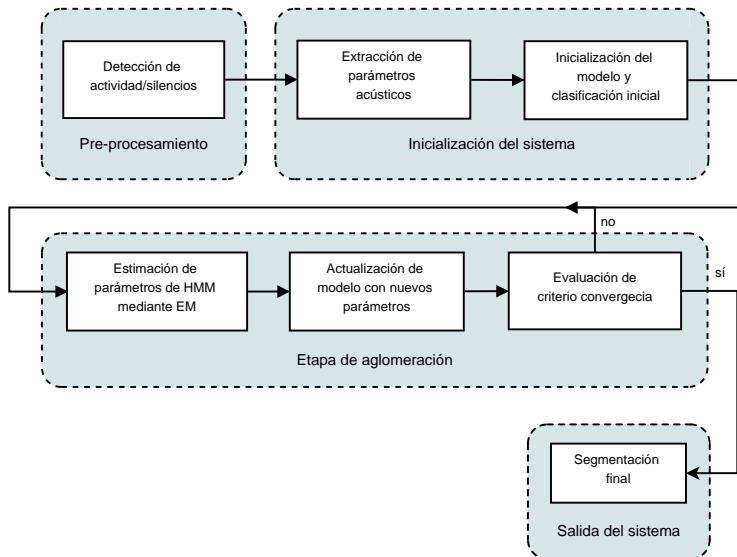 Detección de
actividad/silencios
Pre-procesamiento
Extracción de
parámetros
acústicos
Inicialización del
modelo y
clasificación inicial
Inicialización del sistema
Estimación de
parámetros de HMM
mediante EM
Actualización de
modelo con nuevos
parámetros
Evaluación de
criterio convergecia
no
sí
Etapa de aglomeración
Segmentación
final
Salida del sistema